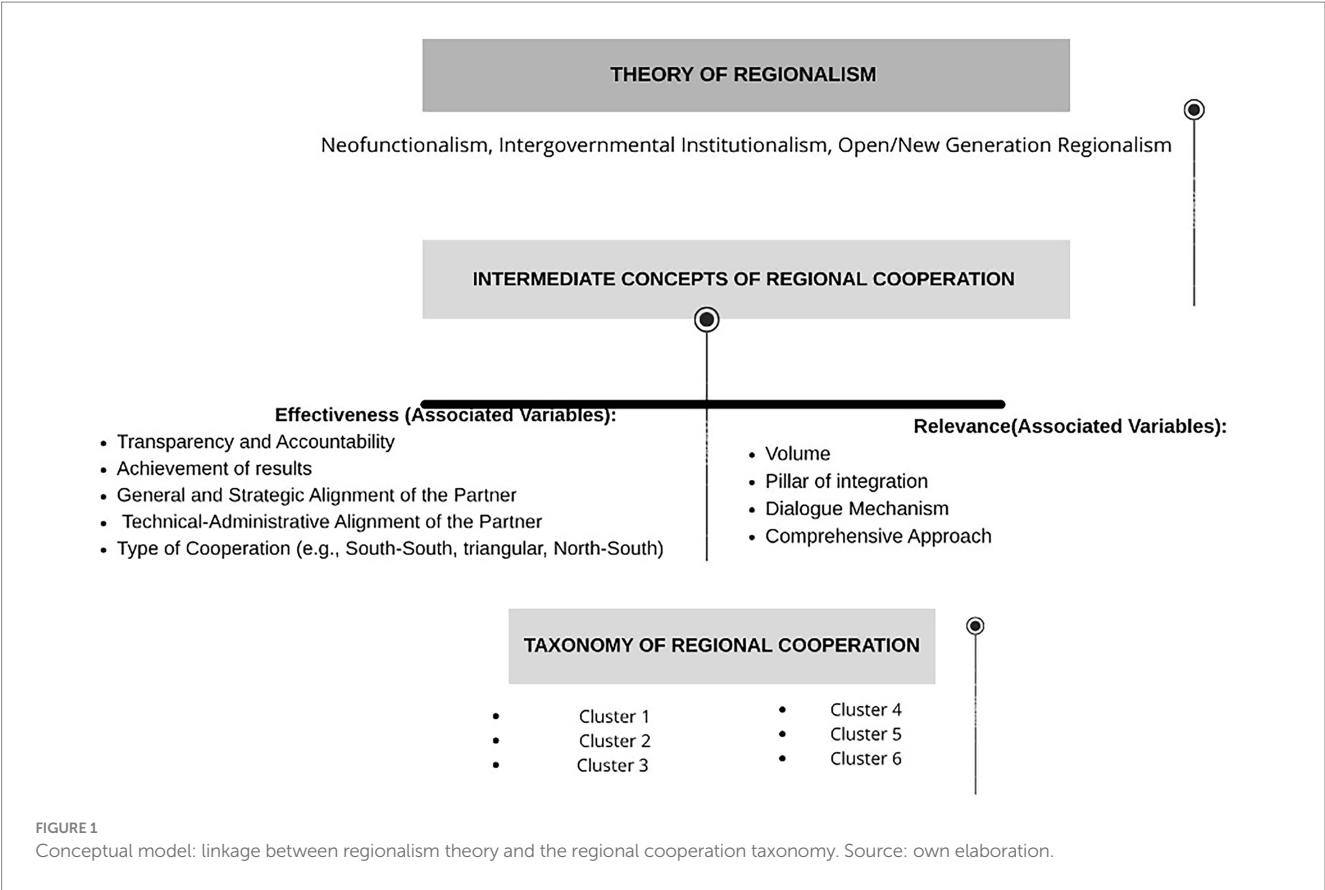 THEORY OF REGIONALISM
Neofunctionalism, Intergovernmental Institutionalism, Open/New Generation Regionalism
INTERMEDIATE CONCEPTS OF REGIONAL COOPERATION
Effectiveness (Associated Variables):
• Transparency and Accountability
• Achievement of results
• General and Strategic Alignment of the Partner
• Technical-Administrative Alignment of the Partner
• Type of Cooperation (e.g., South-South, triangular, North-South)
Relevance(Associated Variables):
• Volume
• Pillar of integration
• Dialogue Mechanism
• Comprehensive Approach
TAXONOMY OF REGIONAL COOPERATION
• Cluster 1
• Cluster 2
• Cluster 3
• Cluster 4
• Cluster 5
• Cluster 6
FIGURE 1
Conceptual model: linkage between regionalism theory and the regional cooperation taxonomy. Source: own elaboration.